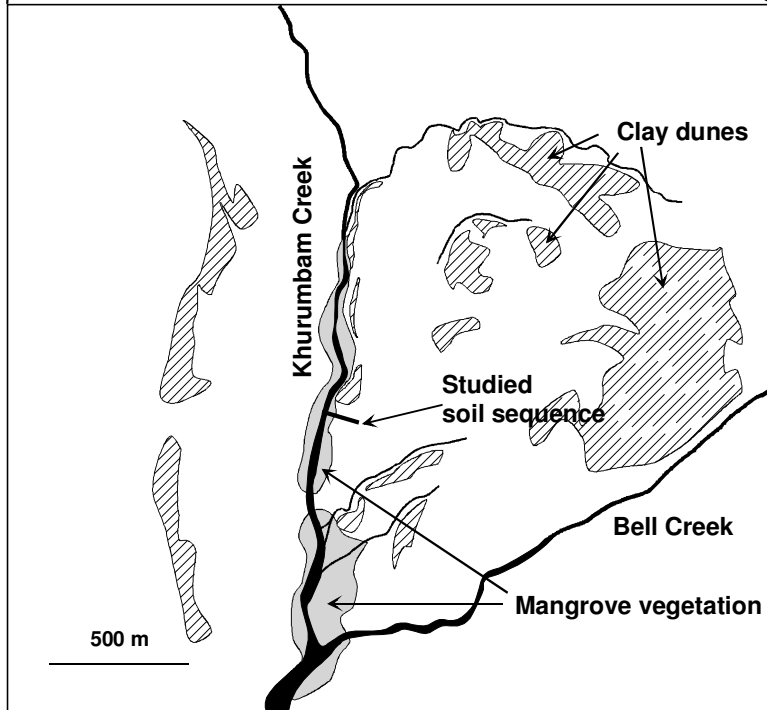 Clay dunes
Khurumbam Creek
Studied
soil sequence
Bell Creek
Mangrove vegetation
500 m